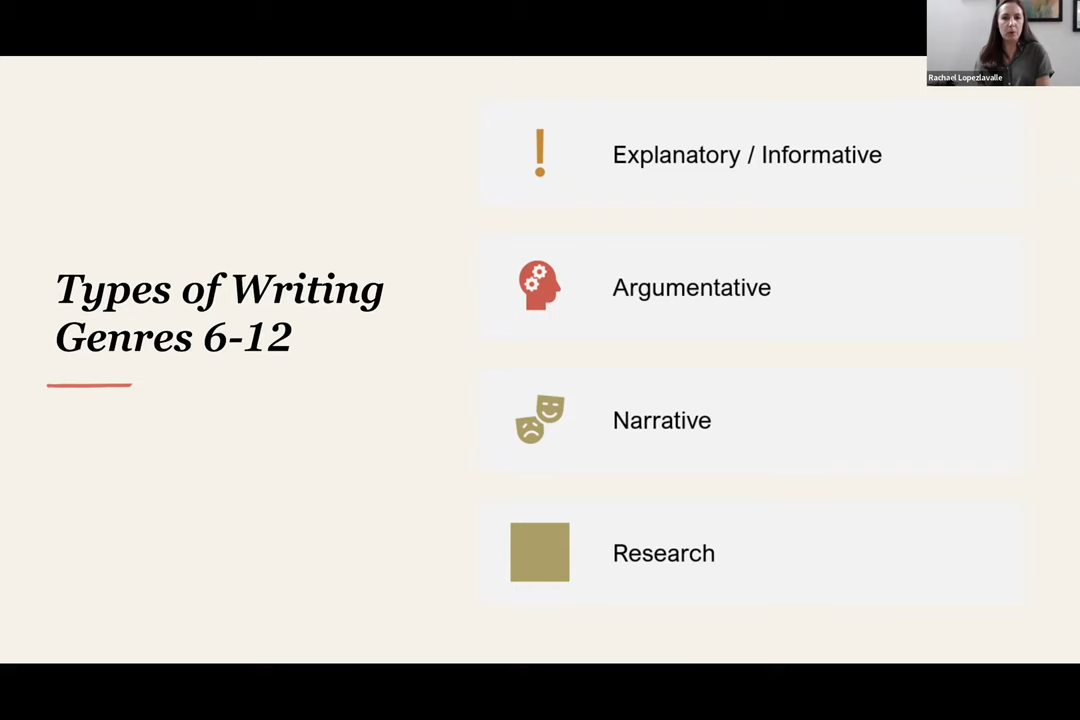 Rachael Lopezlavalle
Types of Writing
Genres 6-12
Explanatory / Informative
Argumentative
Narrative
Research